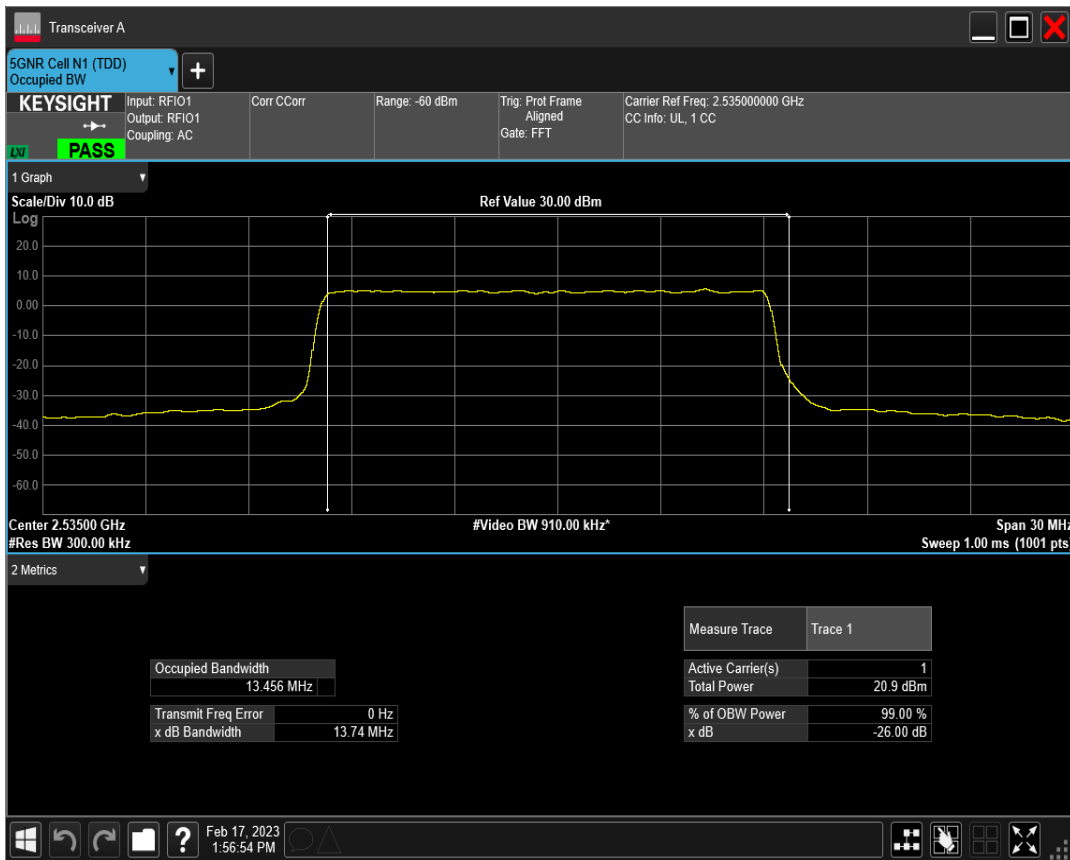 Transceiver A
5GNR Cell N1 (TDD)
Occupied BW
KEYSIGHT
LXI
PASS
Input: RFIO1
Output: RFIO1
Coupling: AC
Corr CCorr
Range: -60 dBm
Trig: Prot Frame
Aligned
Gate: FFT
Carrier Ref Freq: 2.535000000 GHz
CC Info: UL, 1 CC
1 Graph
Scale/Div 10.0 dB
Ref Value 30.00 dBm
Log
20.0
10.0
0.00
-10.0
-20.0
-30.0
-40.0
-50.0
-60.0
Center 2.53500 GHz
#Video BW 910.00 kHz*
Span 30 MHz
#Res BW 300.00 kHz
Sweep 1.00 ms (1001 pts)
2 Metrics
Measure Trace Trace 1
Occupied Bandwidth
13.456 MHz
Active Carrier(s) 1
Total Power 20.9 dBm
Transmit Freq Error 0 Hz
x dB Bandwidth 13.74 MHz
% of OBW Power 99.00 %
x dB -26.00 dB
?
Feb 17, 2023
1:56:54 PM